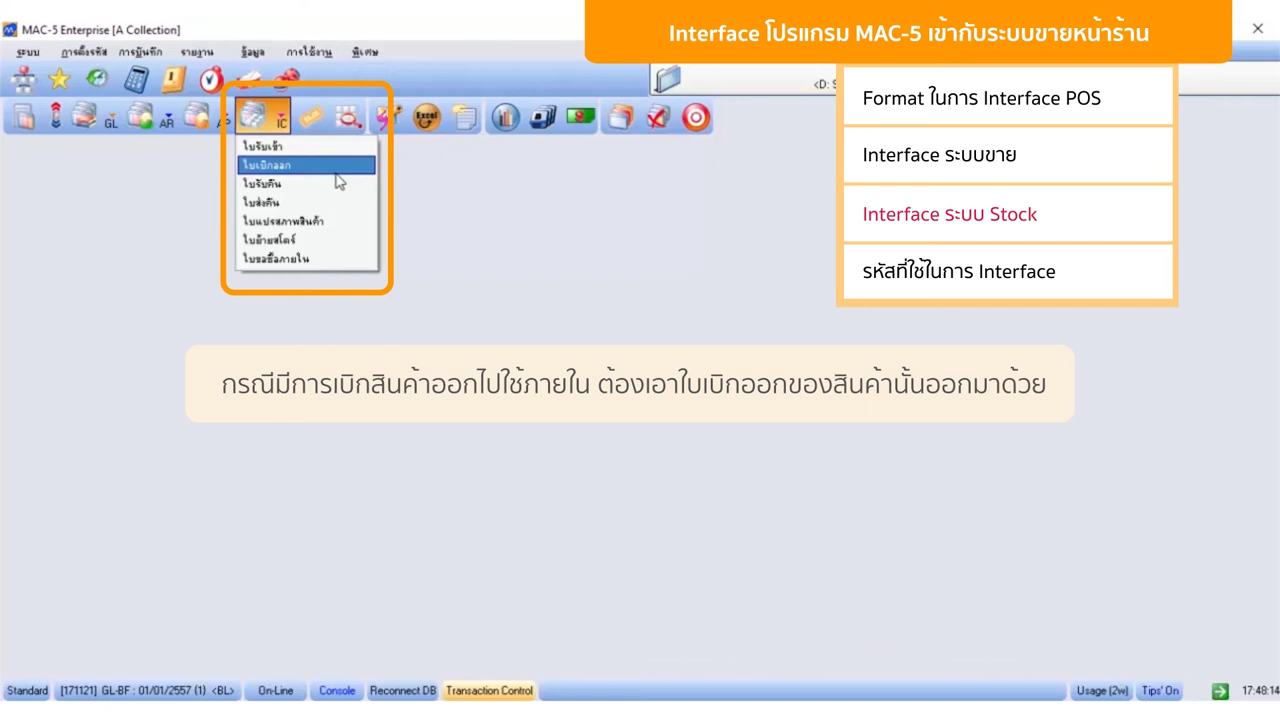 MAC-5 Enterprise [A Collection]
Interface โปรแกรม MAC-5 เข้ากับระบบขายหน้าร้าน
ระบบ การตั้งรหัส การบันทึก รายงาน ข้อมูล การใช้งาน พิเศษ
<D: S
Format ในการ Interface POS
Interface ระบบขาย
Interface ระบบ Stock
รหัสที่ใช้ในการ Interface
GL AR IC Excel
ใบรับเข้า
ใบเบิกออก
ใบรับคืน
ใบส่งคืน
ใบแปรสภาพสินค้า
ใบย้ายสโตร์
ใบขอซื้อภายใน
กรณีมีการเบิกสินค้าออกไปใช้ภายใน ต้องเอาใบเบิกออกของสินค้านั้นออกมาด้วย
Standard [171121] GL-BF : 01/01/2557 (1) <BL> On-Line Console Reconnect DB Transaction Control Usage (2w) Tips' On 17:48:14